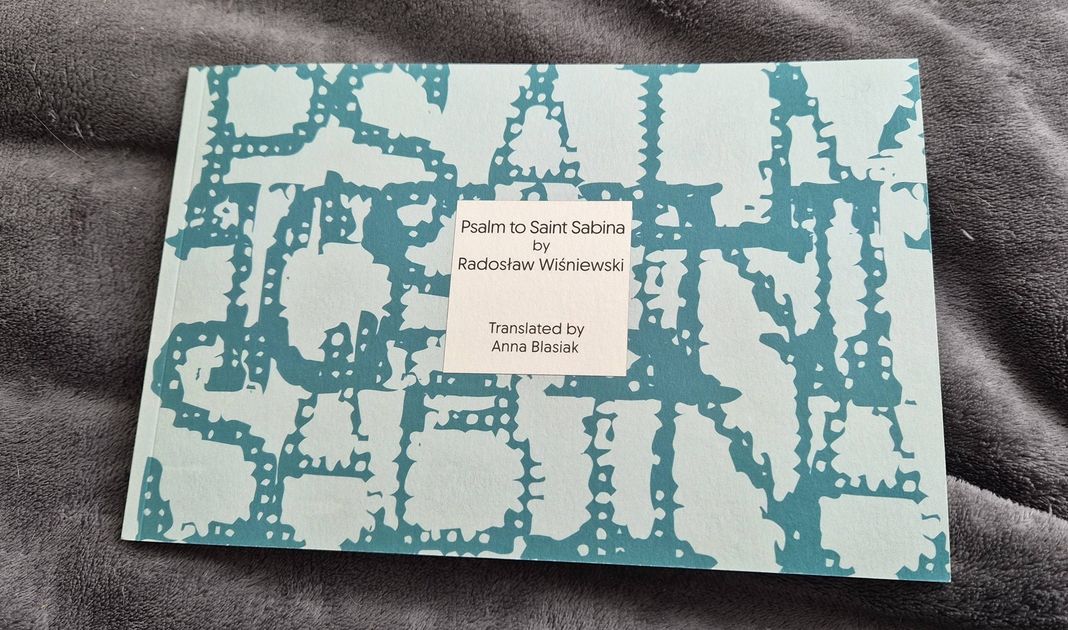 Psalm to Saint Sabina
by
Radosław Wiśniewski
Translated by
Anna Blasiak